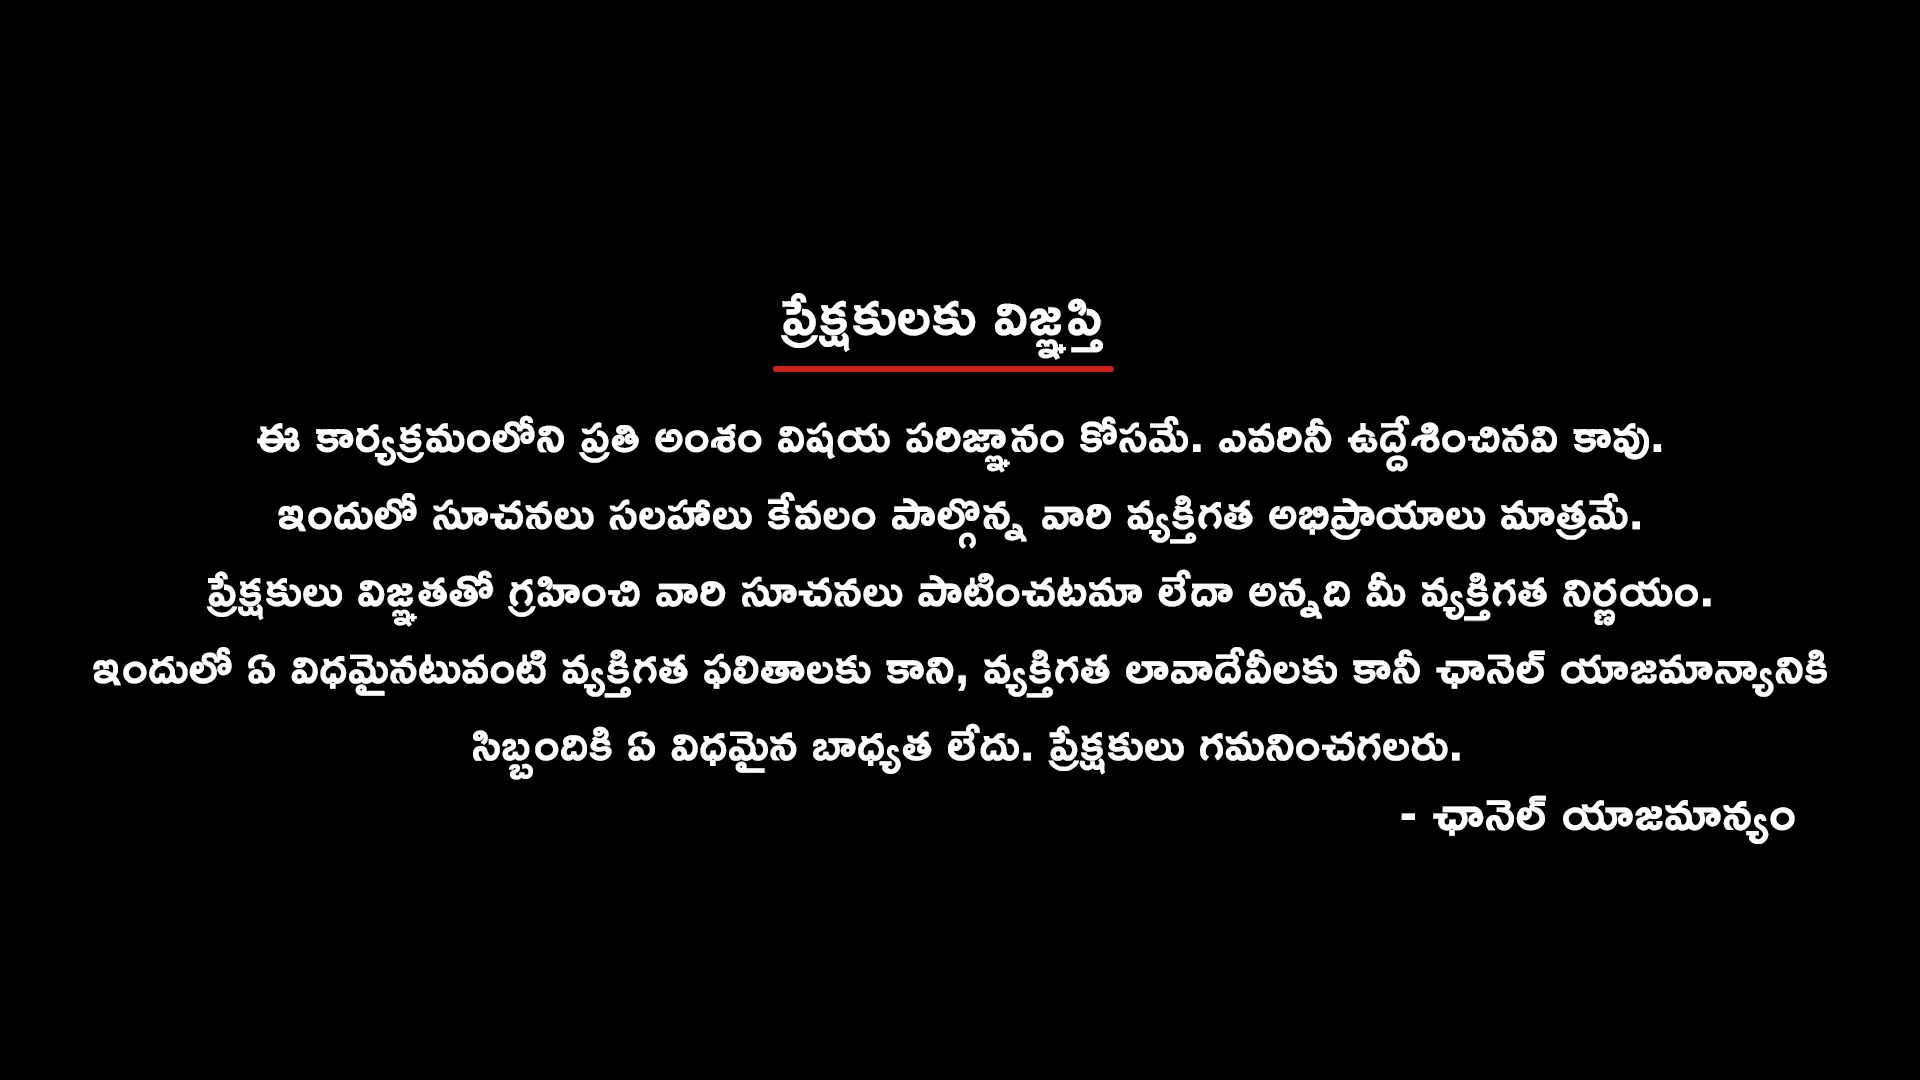 ప్రేక్షకులకు విజ్ఞప్తి
ఈ కార్యక్రమంలోని ప్రతి అంశం విషయ పరిజ్ఞానం కోసమే. ఎవరినీ ఉద్దేశించినవి కావు.
ఇందులో సూచనలు సలహాలు కేవలం పాల్గొన్న వారి వ్యక్తిగత అభిప్రాయాలు మాత్రమే.
ప్రేక్షకులు విజ్ఞతతో గ్రహించి వారి సూచనలు పాటించటమా లేదా అన్నది మీ వ్యక్తిగత నిర్ణయం.
ఇందులో ఏ విధమైనటువంటి వ్యక్తిగత ఫలితాలకు కాని, వ్యక్తిగత లావాదేవీలకు కానీ ఛానెల్ యాజమాన్యానికి
సిబ్బందికి ఏ విధమైన బాధ్యత లేదు. ప్రేక్షకులు గమనించగలరు.
- ఛానెల్ యాజమాన్యం